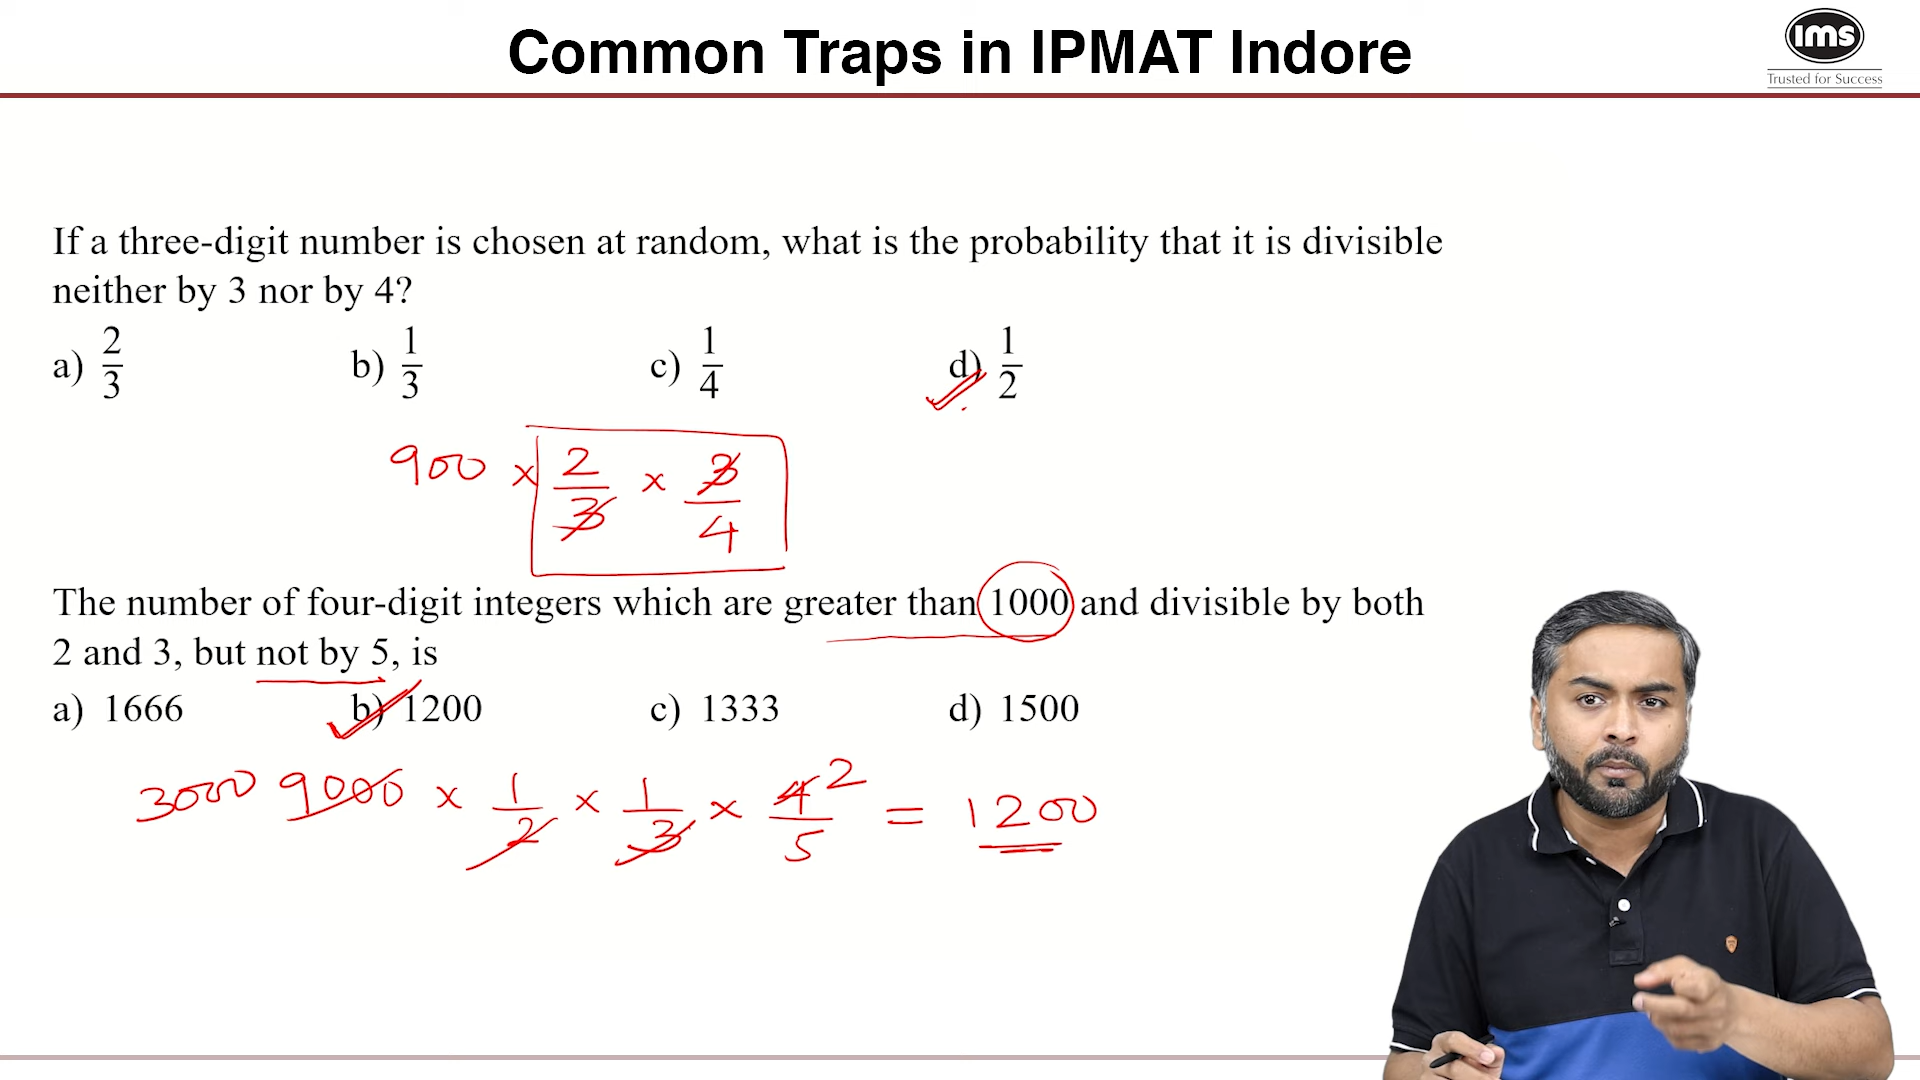 Common Traps in IPMAT Indore
ims
Trusted for Success
If a three-digit number is chosen at random, what is the probability that it is divisible
neither by 3 nor by 4?
a) 2/3 b) 1/3 c) 1/4 d) 1/2
900 × 2/3 × 3/4
The number of four-digit integers which are greater than 1000 and divisible by both
2 and 3, but not by 5, is
a) 1666 b) 1200 c) 1333 d) 1500
3000 9000 × 1/2 × 1/3 × 4/5 2 = 1200